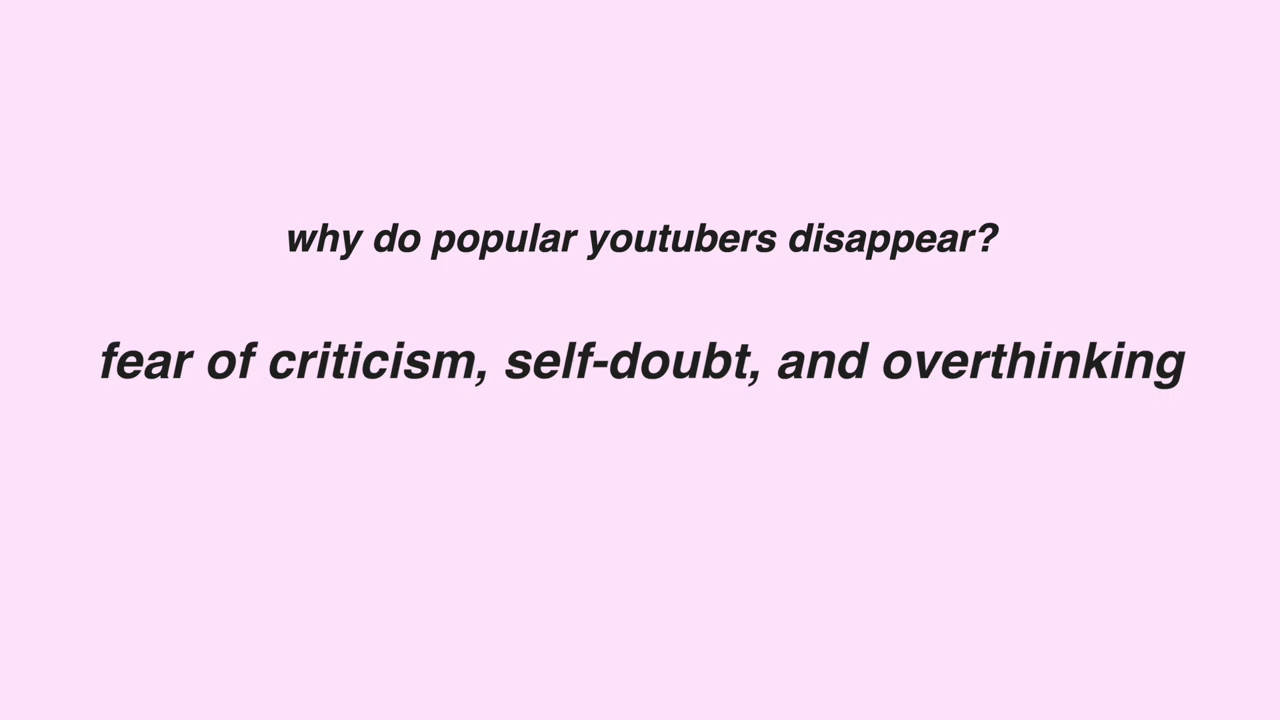 why do popular youtubers disappear?
fear of criticism, self-doubt, and overthinking